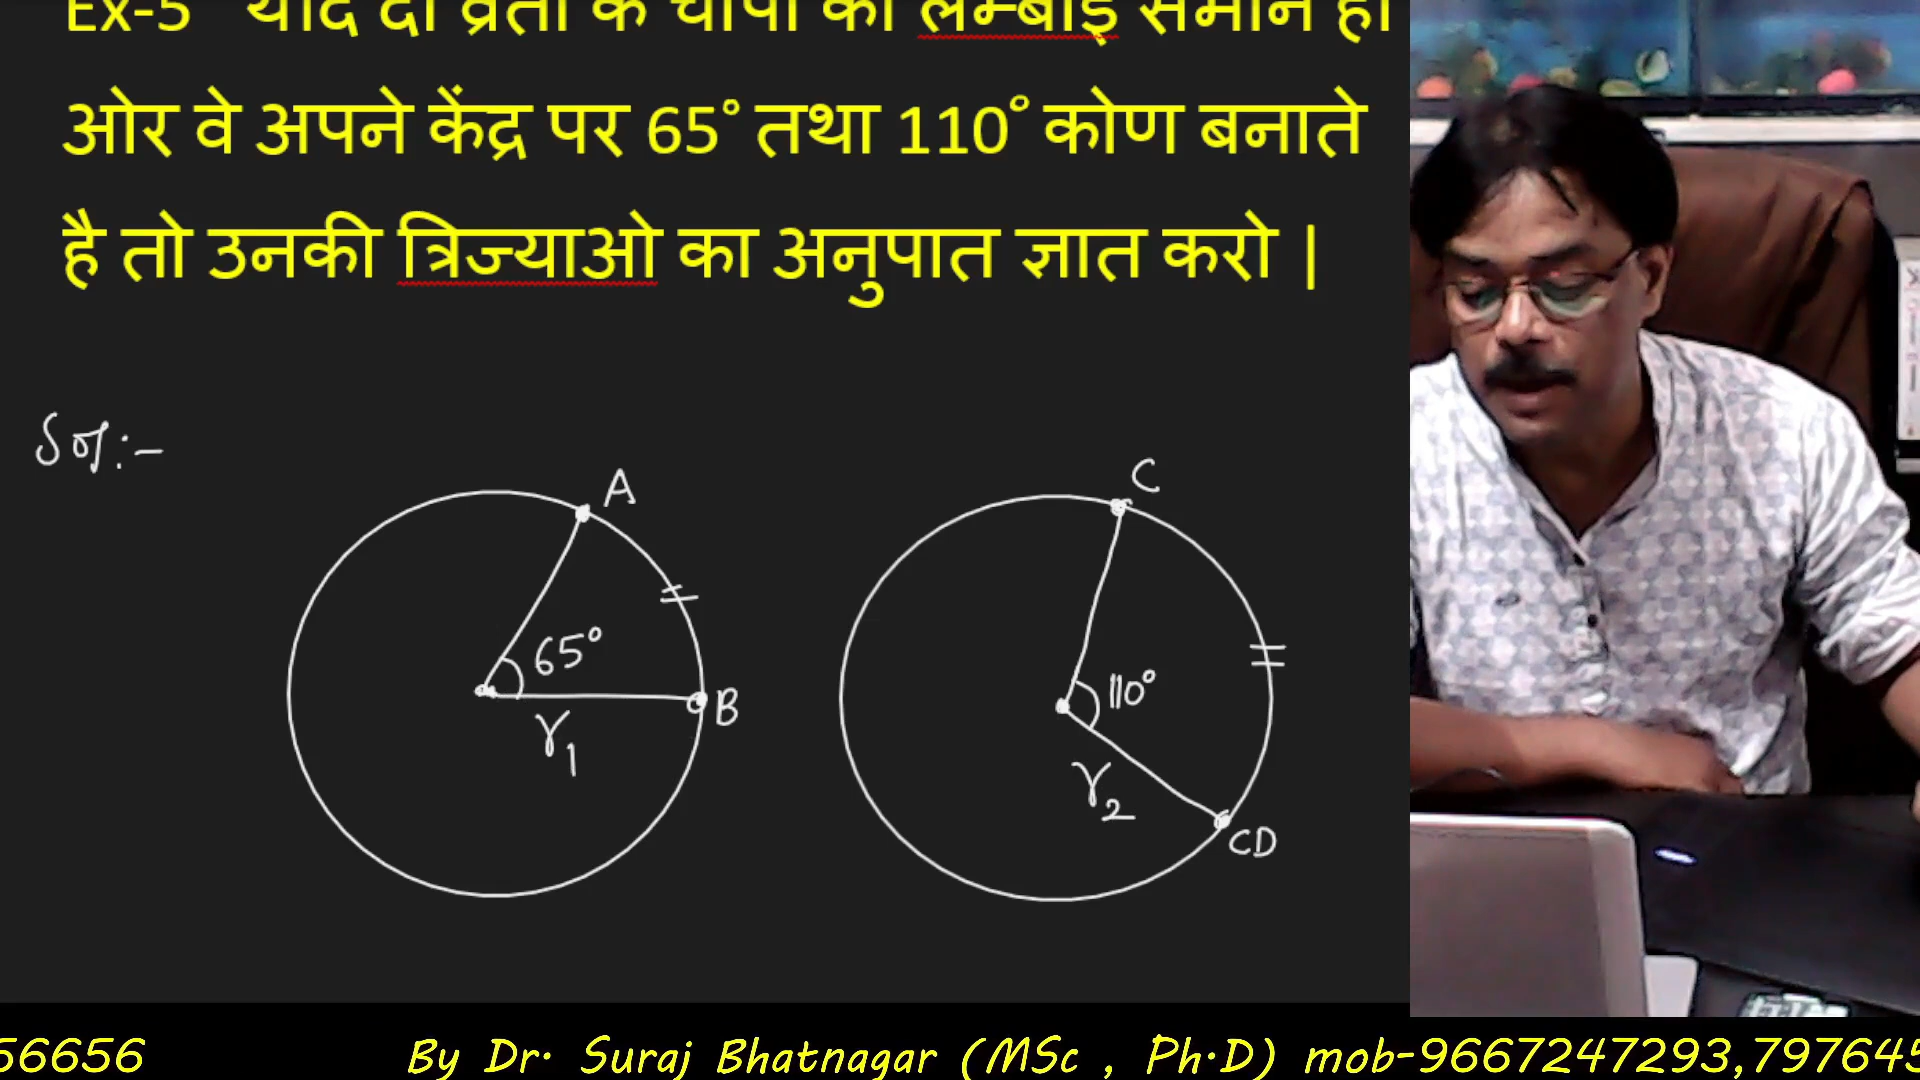 Ex-5 यदि दो व्रतो के चापो की लम्बाई समान हो
ओर वे अपने केंद्र पर 65° तथा 110° कोण बनाते
है तो उनकी त्रिज्याओ का अनुपात ज्ञात करो |
Sol:-
A
C
65°
110°
B
r1
r2
CD
56656 By Dr. Suraj Bhatnagar (MSc , Ph.D) mob-9667247293,797645